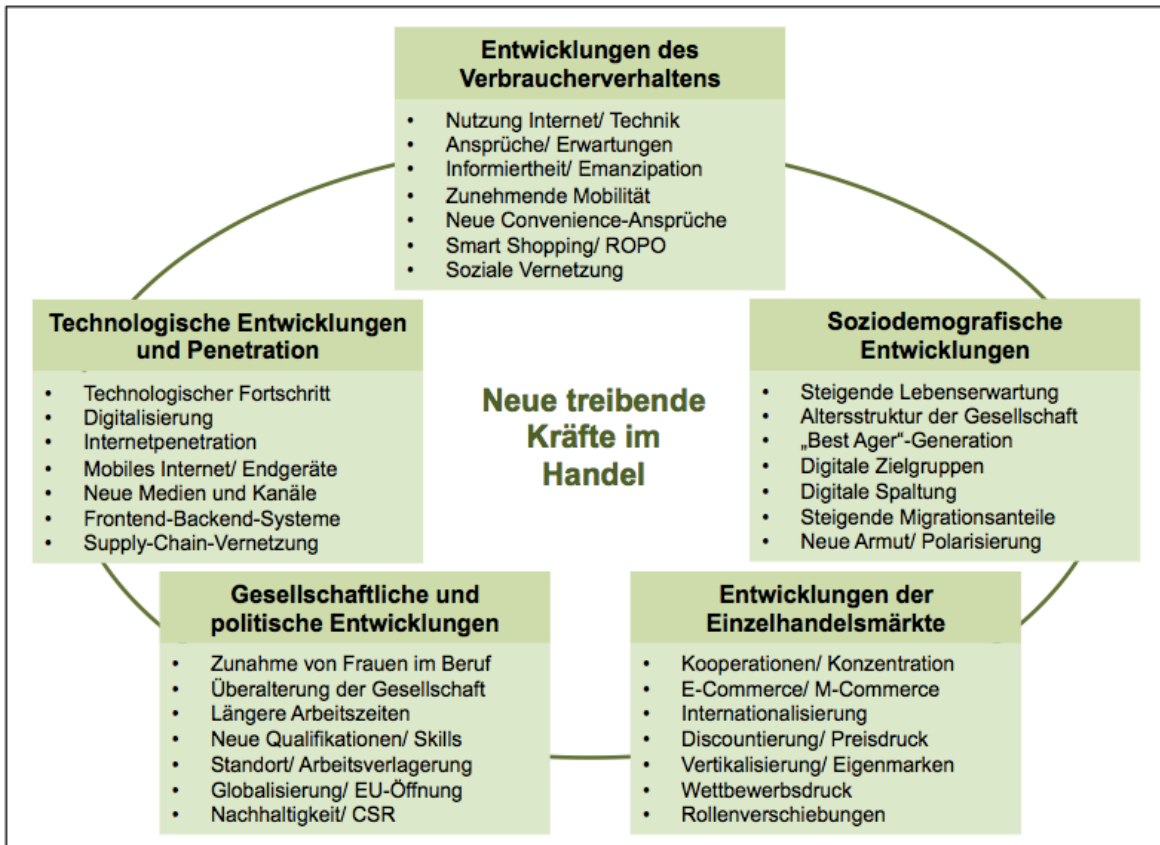 Entwicklungen des
Verbraucherverhaltens
• Nutzung Internet/ Technik
• Ansprüche/ Erwartungen
• Informiertheit/ Emanzipation
• Zunehmende Mobilität
• Neue Convenience-Ansprüche
• Smart Shopping/ ROPO
• Soziale Vernetzung
Technologische Entwicklungen
und Penetration
• Technologischer Fortschritt
• Digitalisierung
• Internetpenetration
• Mobiles Internet/ Endgeräte
• Neue Medien und Kanäle
• Frontend-Backend-Systeme
• Supply-Chain-Vernetzung
Neue treibende
Kräfte im
Handel
Soziodemografische
Entwicklungen
• Steigende Lebenserwartung
• Altersstruktur der Gesellschaft
• „Best Ager“-Generation
• Digitale Zielgruppen
• Digitale Spaltung
• Steigende Migrationsanteile
• Neue Armut/ Polarisierung
Gesellschaftliche und
politische Entwicklungen
• Zunahme von Frauen im Beruf
• Überalterung der Gesellschaft
• Längere Arbeitszeiten
• Neue Qualifikationen/ Skills
• Standort/ Arbeitsverlagerung
• Globalisierung/ EU-Öffnung
• Nachhaltigkeit/ CSR
Entwicklungen der
Einzelhandelsmärkte
• Kooperationen/ Konzentration
• E-Commerce/ M-Commerce
• Internationalisierung
• Discountierung/ Preisdruck
• Vertikalisierung/ Eigenmarken
• Wettbewerbsdruck
• Rollenverschiebungen